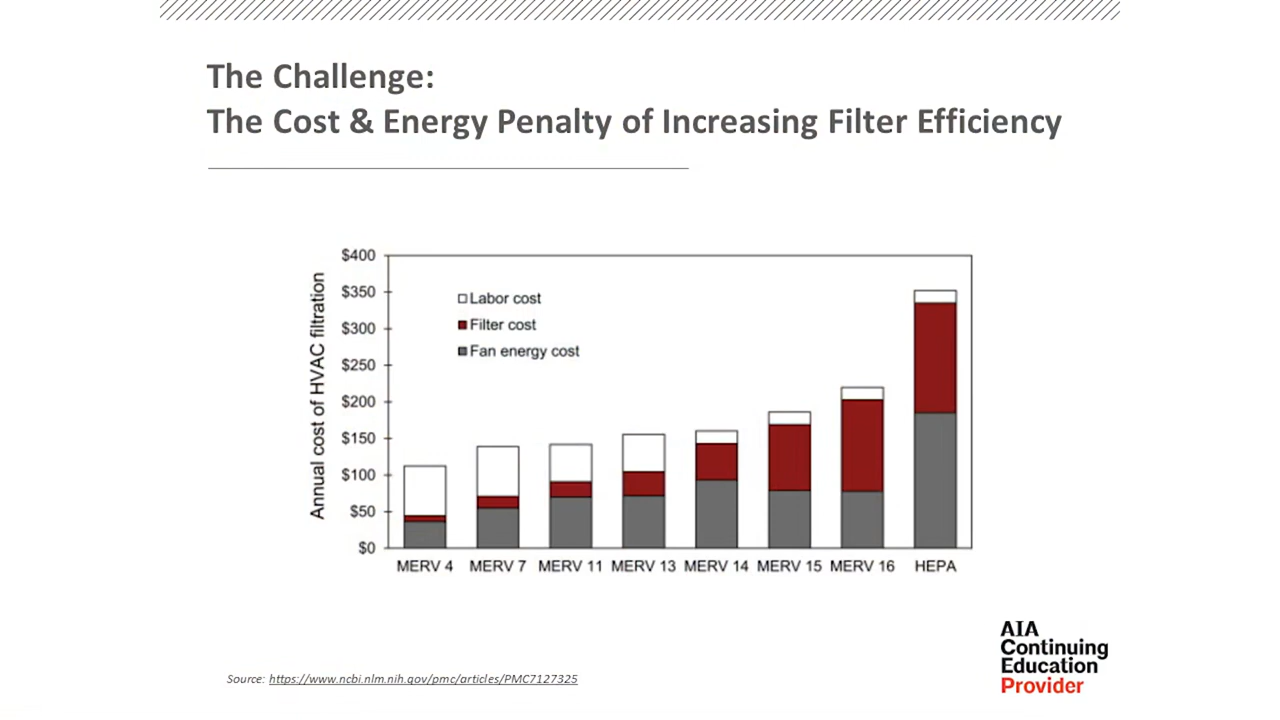 The Challenge:
The Cost & Energy Penalty of Increasing Filter Efficiency
Annual cost of HVAC filtration
$400
$350
$300
$250
$200
$150
$100
$50
$0
Labor cost
Filter cost
Fan energy cost
MERV 4 MERV 7 MERV 11 MERV 13 MERV 14 MERV 15 MERV 16 HEPA
AIA
Continuing
Education
Provider
Source: https://www.ncbi.nlm.nih.gov/pmc/articles/PMC7127325